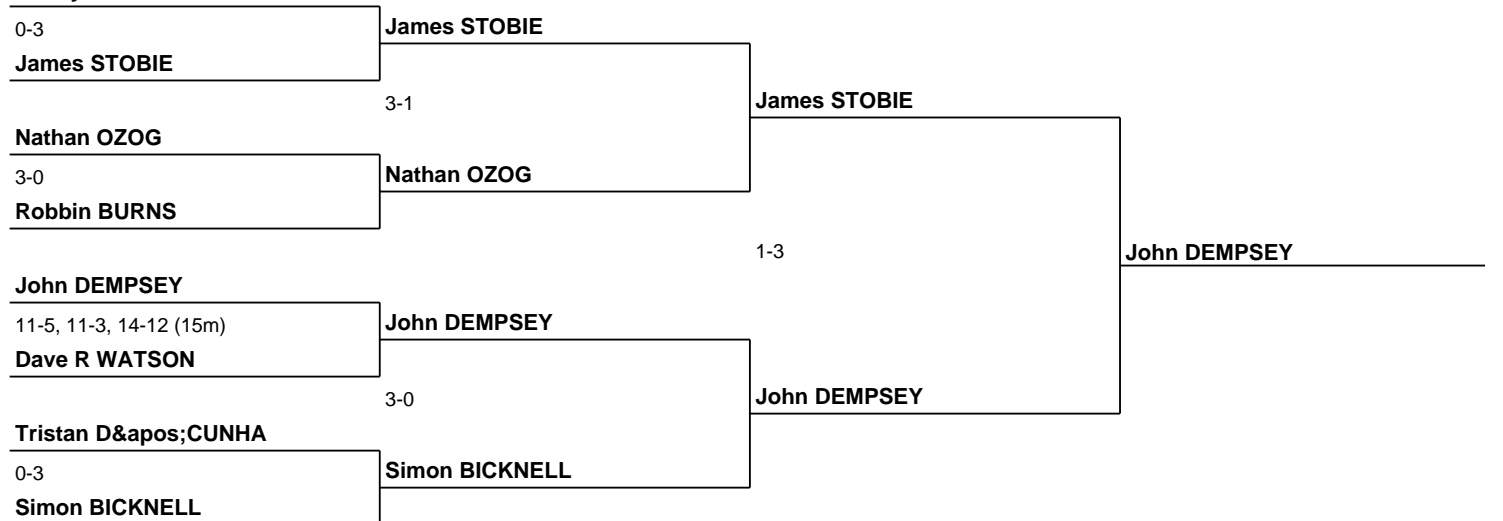 0-3
James STOBIE
James STOBIE
3-1
James STOBIE
Nathan OZOG
3-0
Nathan OZOG
Robbin BURNS
1-3
John DEMPSEY
John DEMPSEY
11-5, 11-3, 14-12 (15m)
John DEMPSEY
Dave R WATSON
3-0
John DEMPSEY
Tristan D&apos;CUNHA
0-3
Simon BICKNELL
Simon BICKNELL